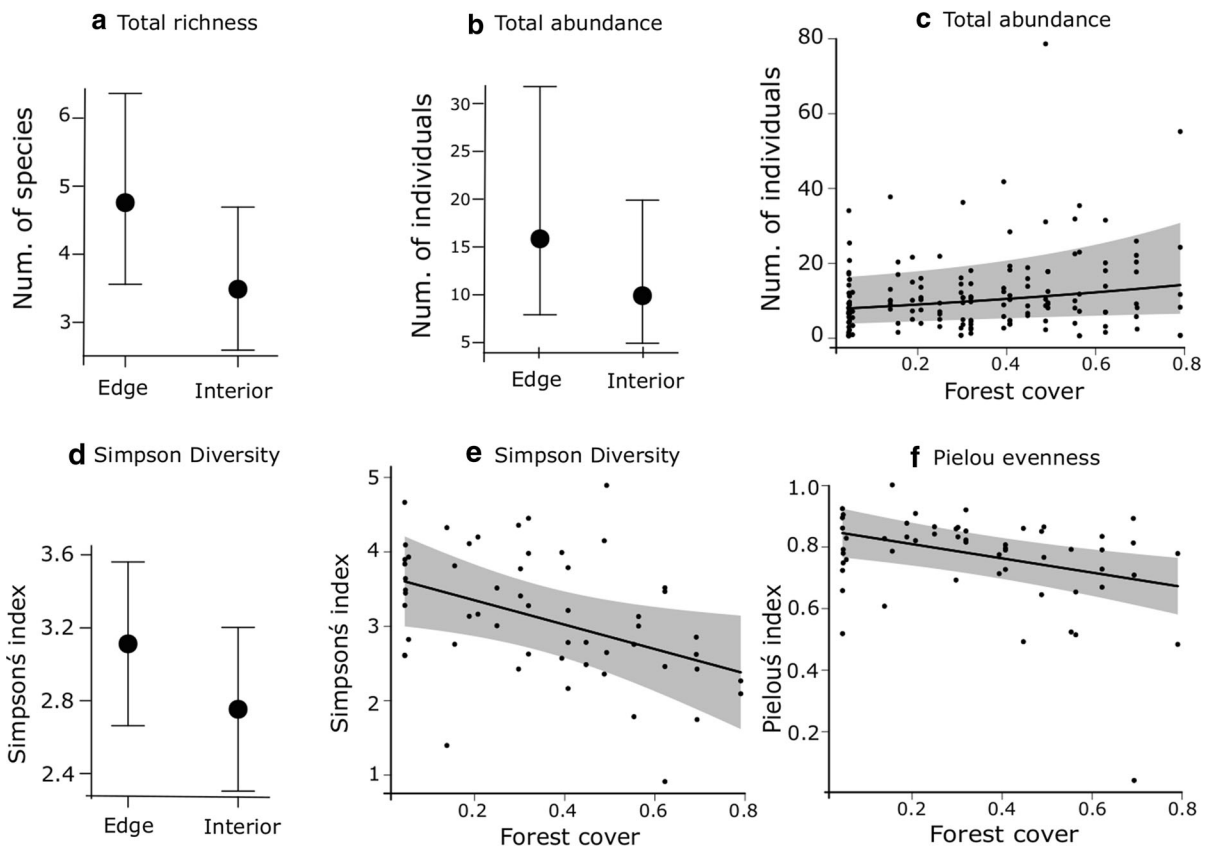 a Total richness
Num. of species
6
5
4
3
Edge
Interior
b Total abundance
Num. of individuals
30
25
20
15
10
5
Edge
Interior
c Total abundance
Num. of individuals
80
60
40
20
0
0.2
0.4
0.6
0.8
Forest cover
d Simpson Diversity
Simpsonś index
3.6
3.2
2.8
2.4
Edge
Interior
e Simpson Diversity
Simpsonś index
5
4
3
2
1
0.2
0.4
0.6
0.8
Forest cover
f Pielou evenness
Pielouś index
1.0
0.8
0.6
0.4
0.2
0.2
0.4
0.6
0.8
Forest cover